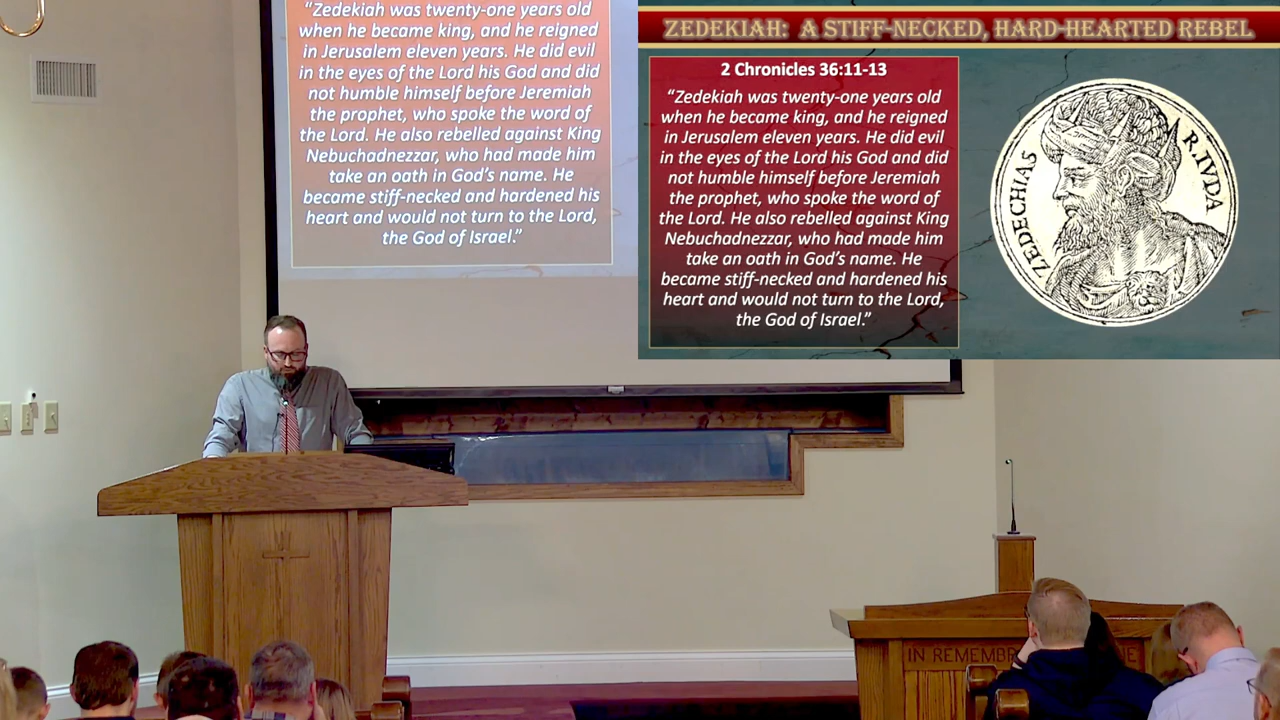 “Zedekiah was twenty-one years old
when he became king, and he reigned
in Jerusalem eleven years. He did evil
in the eyes of the Lord his God and did
not humble himself before Jeremiah
the prophet, who spoke the word of
the Lord. He also rebelled against King
Nebuchadnezzar, who had made him
take an oath in God’s name. He
became stiff-necked and hardened his
heart and would not turn to the Lord,
the God of Israel.”
ZEDEKIAH: A STIFF-NECKED, HARD-HEARTED REBEL
2 Chronicles 36:11-13
“Zedekiah was twenty-one years old
when he became king, and he reigned
in Jerusalem eleven years. He did evil
in the eyes of the Lord his God and did
not humble himself before Jeremiah
the prophet, who spoke the word of
the Lord. He also rebelled against King
Nebuchadnezzar, who had made him
take an oath in God’s name. He
became stiff-necked and hardened his
heart and would not turn to the Lord,
the God of Israel.”
ZEDECHIAS R. IVDA
IN